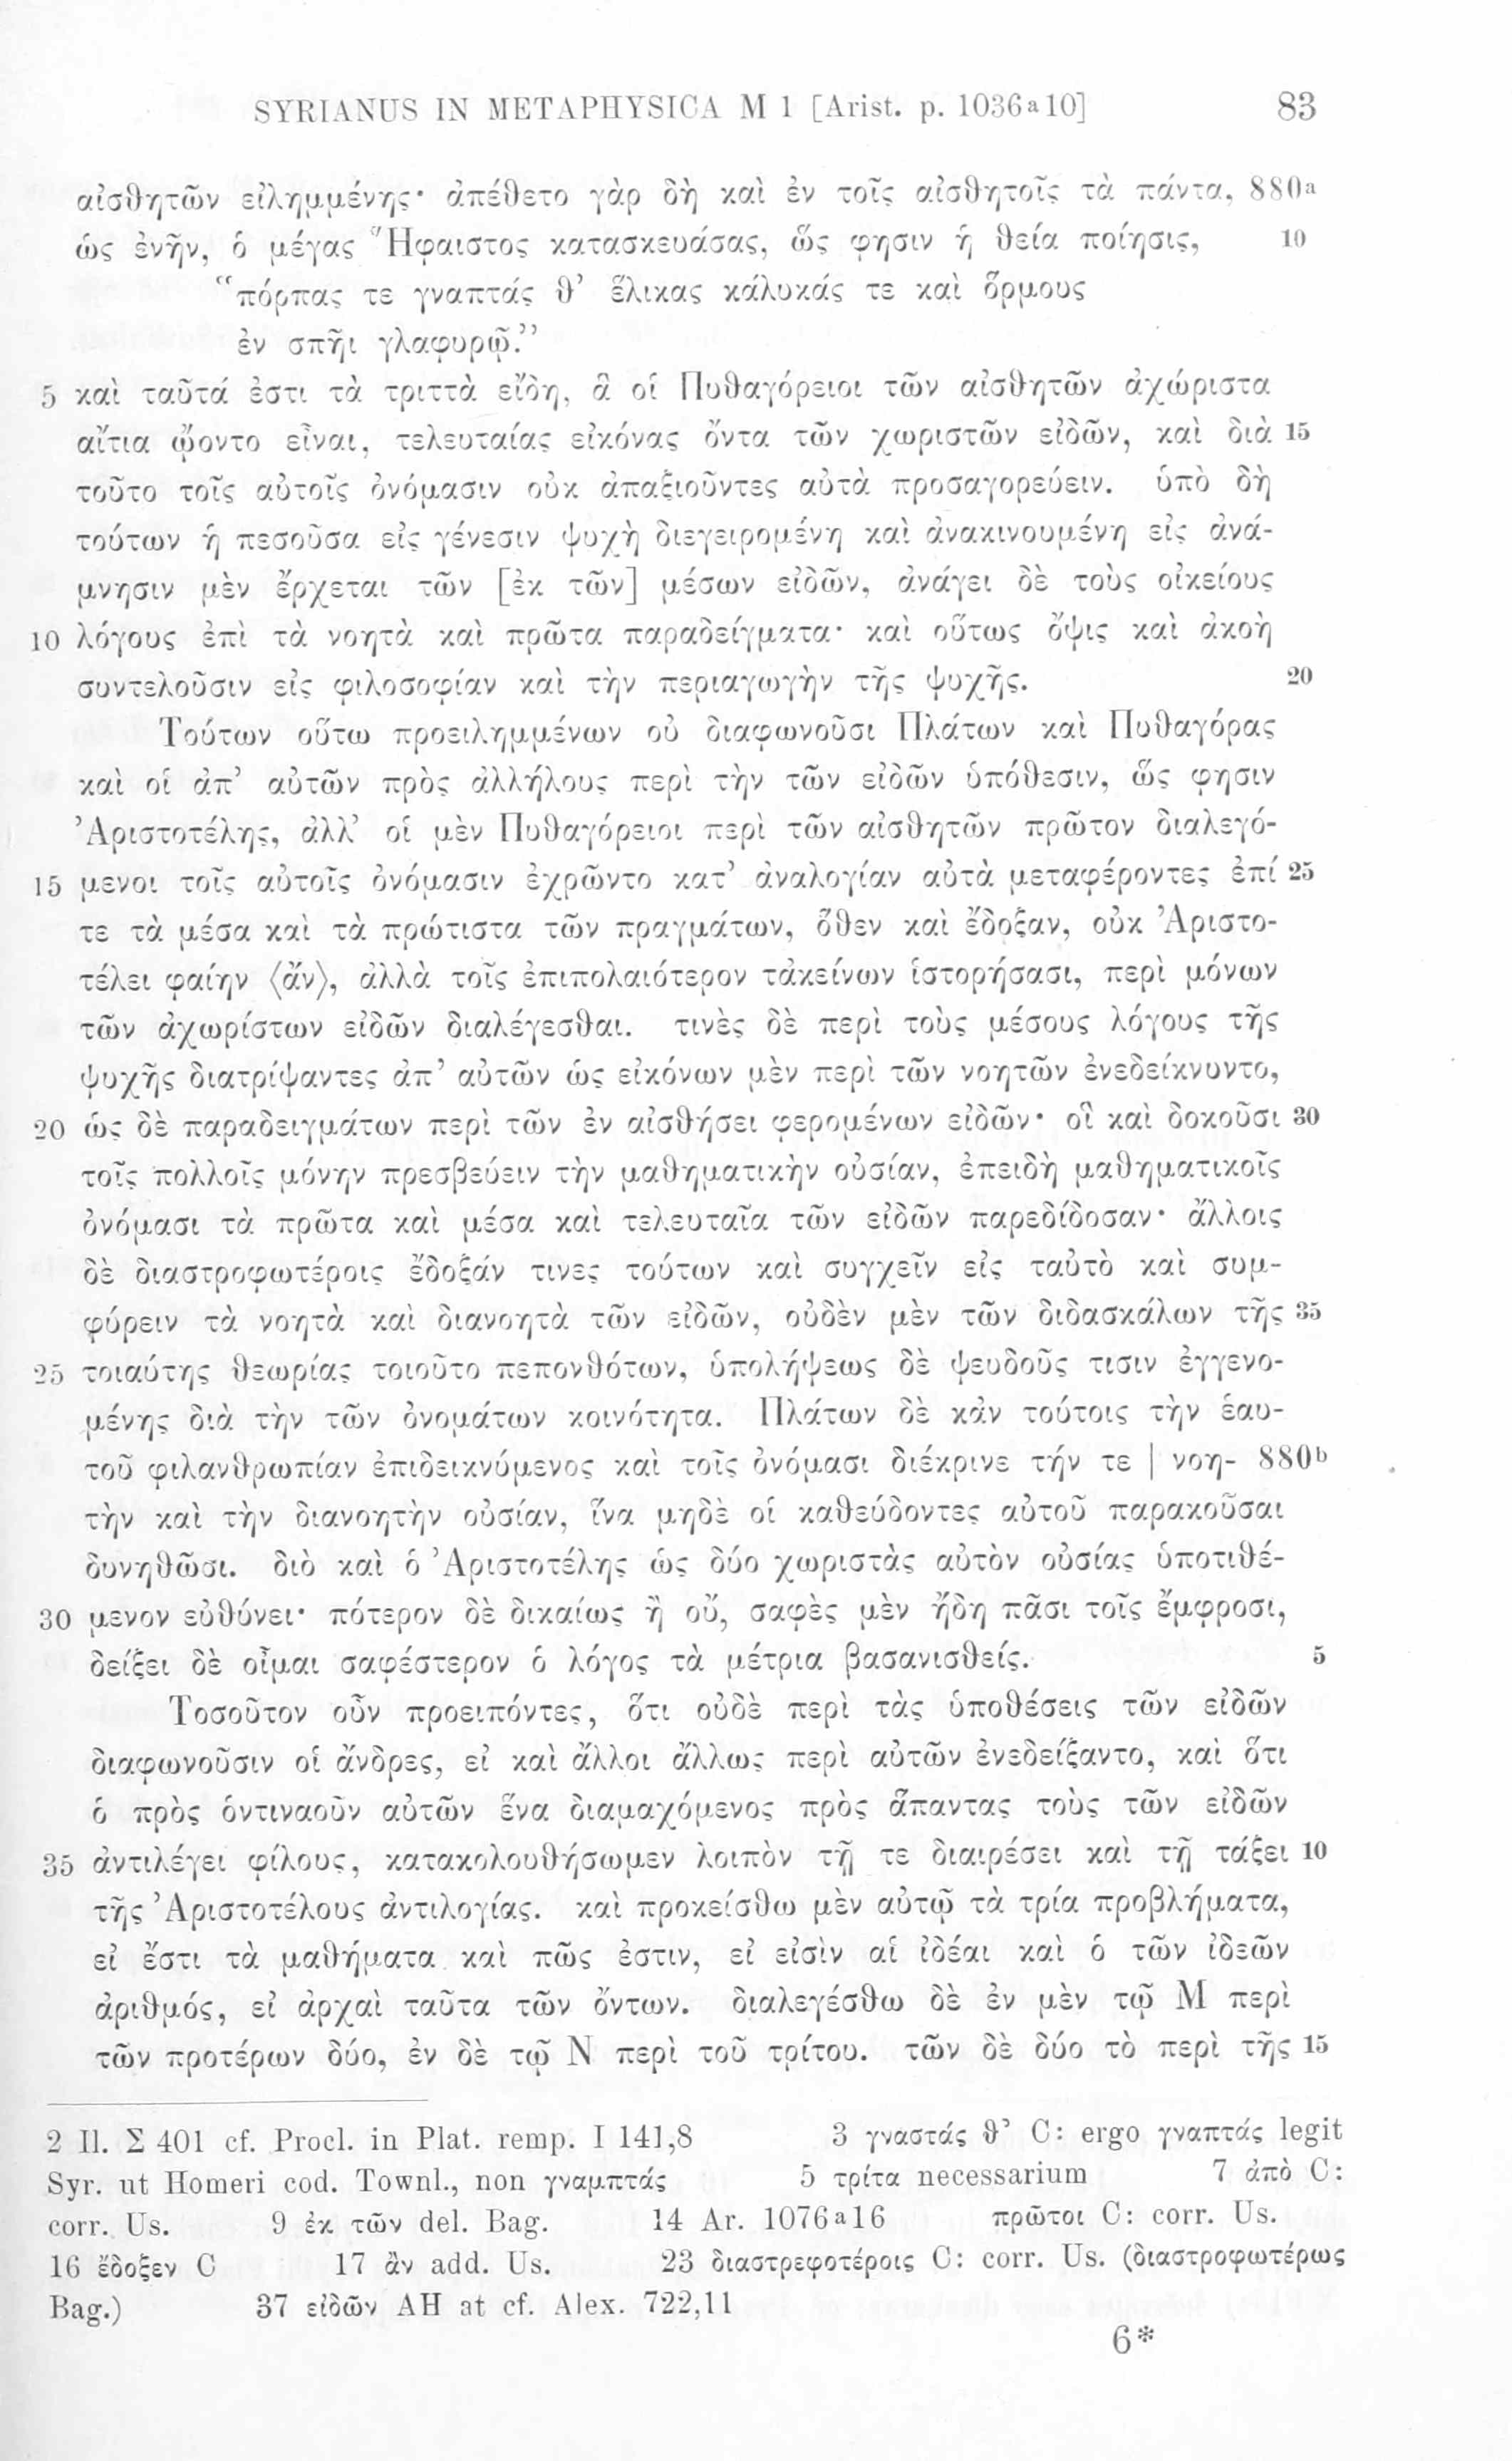 SYRIANUS IN METAPHYSICA M 1 [Arist. p. 1036a10] 83
αἰσθητῶν εἰλημμένης· ἀπέθετο γὰρ δὴ καὶ ἐν τοῖς αἰσθητοῖς τὰ πάντα, 880a
ὡς ἐνῆν, ὁ μέγας Ἥφαιστος κατασκευάσας, ὥς φησιν ἡ θεία ποίησις, 10
“πόρπας τε γναπτάς θ’ ἕλικας κάλυκάς τε καὶ ὅρμους
ἐν σπῆι γλαφυρῷ.”
5 καὶ ταῦτά ἐστι τὰ τριττὰ εἴδη, ἃ οἱ Πυθαγόρειοι τῶν αἰσθητῶν ἀχώριστα
αἴτια ᾤοντο εἶναι, τελευταίας εἰκόνας ὄντα τῶν χωριστῶν εἰδῶν, καὶ διὰ 15
τοῦτο τοῖς αὐτοῖς ὀνόμασιν οὐκ ἀπαξιοῦντες αὐτὰ προσαγορεύειν. ὑπὸ δὴ
τούτων ἡ πεσοῦσα εἰς γένεσιν ψυχὴ διεγειρομένη καὶ ἀνακινουμένη εἰς ἀνά-
μνησιν μὲν ἔρχεται τῶν [ἐκ τῶν] μέσων εἰδῶν, ἀνάγει δὲ τοὺς οἰκείους
10 λόγους ἐπὶ τὰ νοητὰ καὶ πρῶτα παραδείγματα· καὶ οὕτως ὄψις καὶ ἀκοὴ
συντελοῦσιν εἰς φιλοσοφίαν καὶ τὴν περιαγωγὴν τῆς ψυχῆς. 20
Τούτων οὕτω προειλημμένων οὐ διαφωνοῦσι Πλάτων καὶ Πυθαγόρας
καὶ οἱ ἀπ’ αὐτῶν πρὸς ἀλλήλους περὶ τὴν τῶν εἰδῶν ὑπόθεσιν, ὥς φησιν
Ἀριστοτέλης, ἀλλ’ οἱ μὲν Πυθαγόρειοι περὶ τῶν αἰσθητῶν πρῶτον διαλεγό-
15 μενοι τοῖς αὐτοῖς ὀνόμασιν ἐχρῶντο κατ’ ἀναλογίαν αὐτὰ μεταφέροντες ἐπί 25
τε τὰ μέσα καὶ τὰ πρώτιστα τῶν πραγμάτων, ὅθεν καὶ ἔδοξαν, οὐκ Ἀριστο-
τέλει φαίην ⟨ἄν⟩, ἀλλὰ τοῖς ἐπιπολαιότερον τἀκείνων ἱστορήσασι, περὶ μόνων
τῶν ἀχωρίστων εἰδῶν διαλέγεσθαι. τινὲς δὲ περὶ τοὺς μέσους λόγους τῆς
ψυχῆς διατρίψαντες ἀπ’ αὐτῶν ὡς εἰκόνων μὲν περὶ τῶν νοητῶν ἐνεδείκνυντο,
20 ὡς δὲ παραδειγμάτων περὶ τῶν ἐν αἰσθήσει φερομένων εἰδῶν· οἳ καὶ δοκοῦσι 30
τοῖς πολλοῖς μόνην πρεσβεύειν τὴν μαθηματικὴν οὐσίαν, ἐπειδὴ μαθηματικοῖς
ὀνόμασι τὰ πρῶτα καὶ μέσα καὶ τελευταῖα τῶν εἰδῶν παρεδίδοσαν· ἄλλοις
δὲ διαστροφωτέροις ἔδοξάν τινες τούτων καὶ συγχεῖν εἰς ταὐτὸ καὶ συμ-
φύρειν τὰ νοητὰ καὶ διανοητὰ τῶν εἰδῶν, οὐδὲν μὲν τῶν διδασκάλων τῆς 35
25 τοιαύτης θεωρίας τοιοῦτο πεπονθότων, ὑπολήψεως δὲ ψευδοῦς τισιν ἐγγενο-
μένης διὰ τὴν τῶν ὀνομάτων κοινότητα. Πλάτων δὲ κἀν τούτοις τὴν ἑαυ-
τοῦ φιλανθρωπίαν ἐπιδεικνύμενος καὶ τοῖς ὀνόμασι διέκρινε τήν τε | νοη- 880b
τὴν καὶ τὴν διανοητὴν οὐσίαν, ἵνα μηδὲ οἱ καθεύδοντες αὐτοῦ παρακοῦσαι
δυνηθῶσι. διὸ καὶ ὁ Ἀριστοτέλης ὡς δύο χωριστὰς αὐτὸν οὐσίας ὑποτιθέ-
30 μενον εὐθύνει· πότερον δὲ δικαίως ἢ οὔ, σαφὲς μὲν ἤδη πᾶσι τοῖς ἔμφροσι,
δείξει δὲ οἶμαι σαφέστερον ὁ λόγος τὰ μέτρια βασανισθείς. 5
Τοσοῦτον οὖν προειπόντες, ὅτι οὐδὲ περὶ τὰς ὑποθέσεις τῶν εἰδῶν
διαφωνοῦσιν οἱ ἄνδρες, εἰ καὶ ἄλλοι ἄλλως περὶ αὐτῶν ἐνεδείξαντο, καὶ ὅτι
ὁ πρὸς ὁντιναοῦν αὐτῶν ἕνα διαμαχόμενος πρὸς ἅπαντας τοὺς τῶν εἰδῶν
35 ἀντιλέγει φίλους, κατακολουθήσωμεν λοιπὸν τῇ τε διαιρέσει καὶ τῇ τάξει 10
τῆς Ἀριστοτέλους ἀντιλογίας. καὶ προκείσθω μὲν αὐτῷ τὰ τρία προβλήματα,
εἰ ἔστι τὰ μαθήματα καὶ πῶς ἐστιν, εἰ εἰσὶν αἱ ἰδέαι καὶ ὁ τῶν ἰδεῶν
ἀριθμός, εἰ ἀρχαὶ ταῦτα τῶν ὄντων. διαλεγέσθω δὲ ἐν μὲν τῷ Μ περὶ
τῶν προτέρων δύο, ἐν δὲ τῷ Ν περὶ τοῦ τρίτου. τῶν δὲ δύο τὸ περὶ τῆς 15
2 Il. Σ 401 cf. Procl. in Plat. remp. I 141,8 3 γναστάς θ’ C: ergo γναπτάς legit
Syr. ut Homeri cod. Townl., non γναμπτάς 5 τρίτα necessarium 7 ἀπὸ C:
corr. Us. 9 ἐκ τῶν del. Bag. 14 Ar. 1076a16 πρῶτοι C: corr. Us.
16 ἔδοξεν C 17 ἂν add. Us. 23 διαστρεφοτέροις C: corr. Us. (διαστροφωτέρως
Bag.) 37 εἰδῶν AH at cf. Alex. 722,11
6*